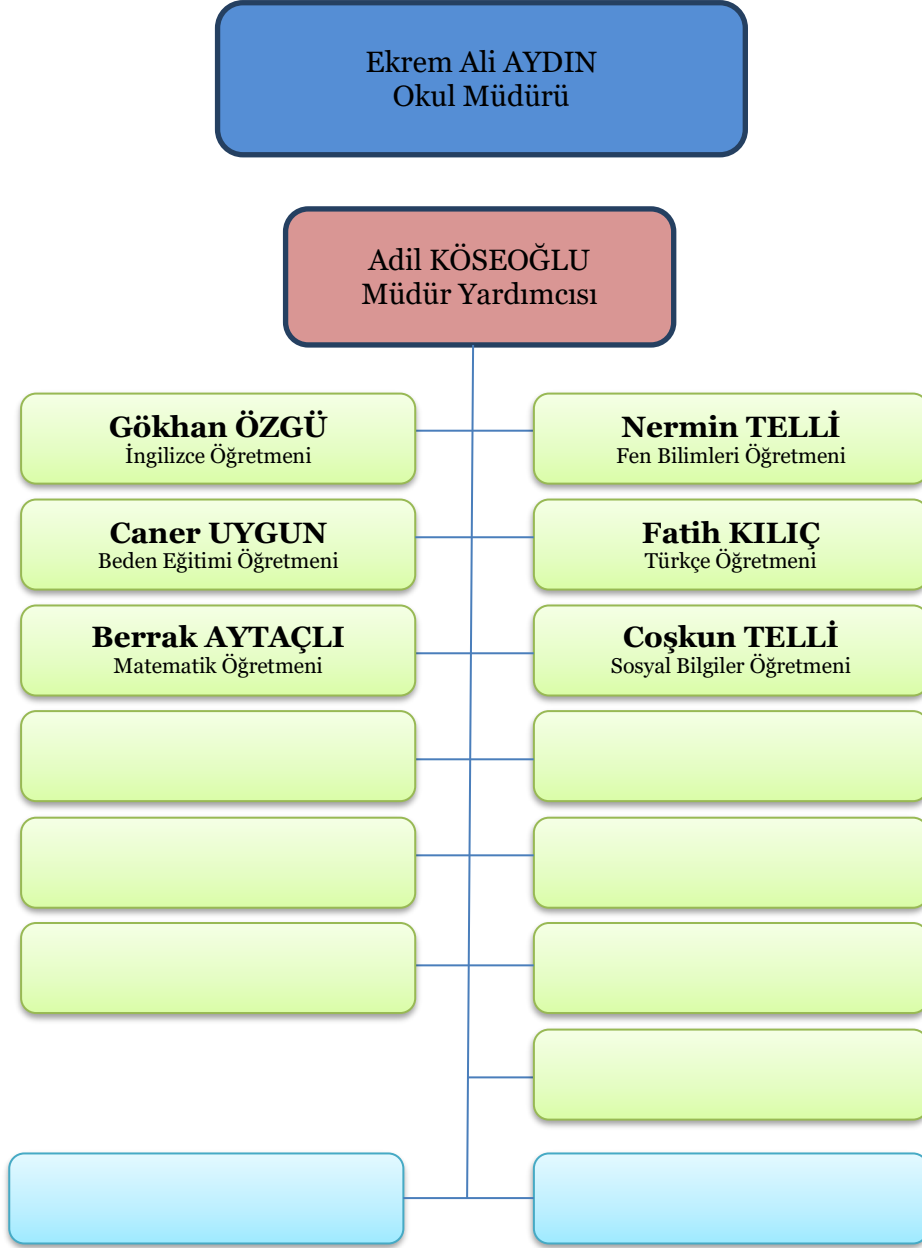 Ekrem Ali AYDIN
Okul Müdürü
Adil KÖSEOĞLU
Müdür Yardımcısı
Gökhan ÖZGÜ
İngilizce Öğretmeni
Nermin TELLİ
Fen Bilimleri Öğretmeni
Caner UYGUN
Beden Eğitimi Öğretmeni
Fatih KILIÇ
Türkçe Öğretmeni
Berrak AYTAÇLI
Matematik Öğretmeni
Coşkun TELLİ
Sosyal Bilgiler Öğretmeni